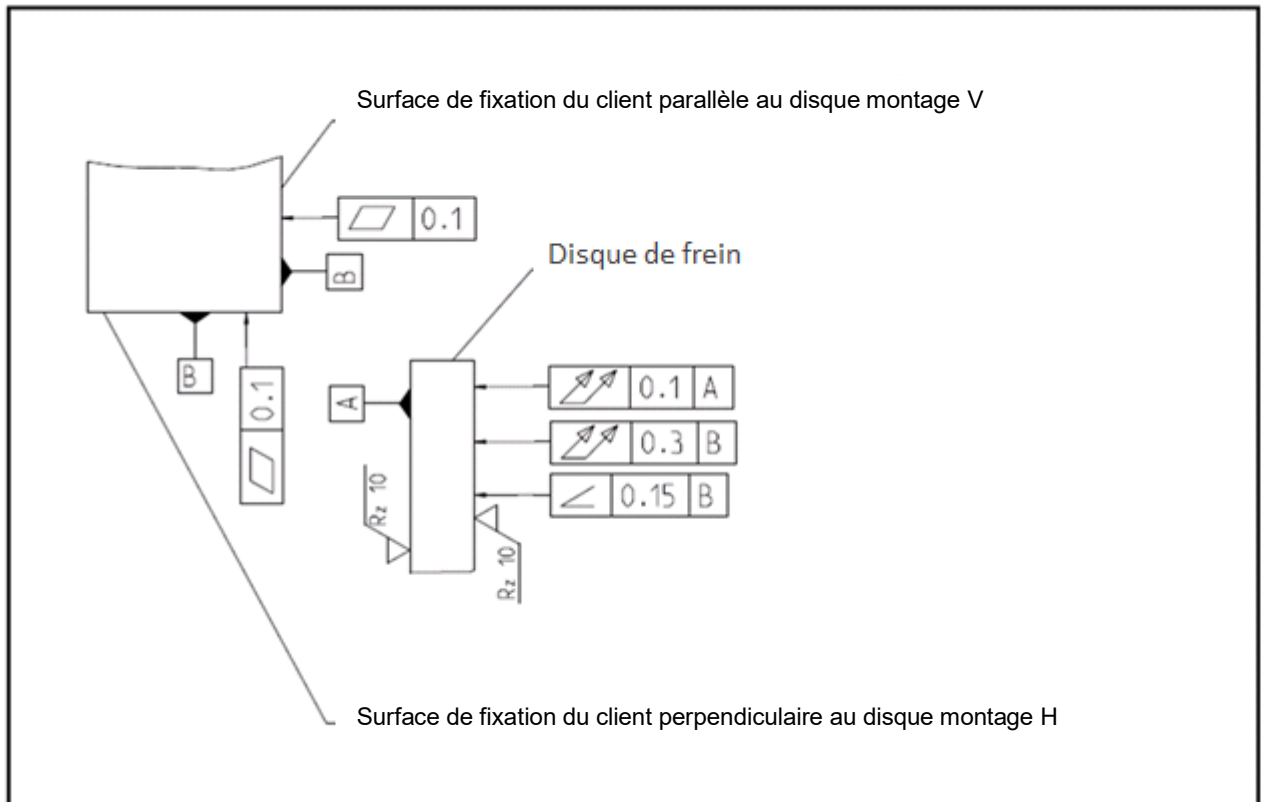 Surface de fixation du client parallèle au disque montage V
0.1
B
Disque de frein
B
0.1
A
0.1 A
0.3 B
0.15 B
Rz 10
Rz 10
Surface de fixation du client perpendiculaire au disque montage H